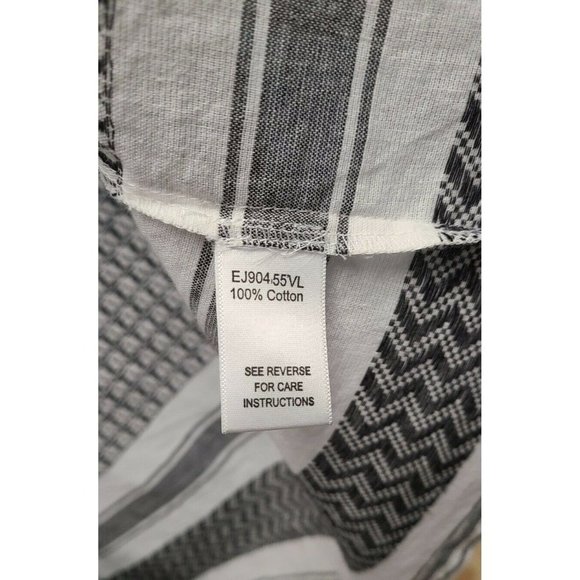 EJ904.55VL
100% Cotton
SEE REVERSE
FOR CARE
INSTRUCTIONS